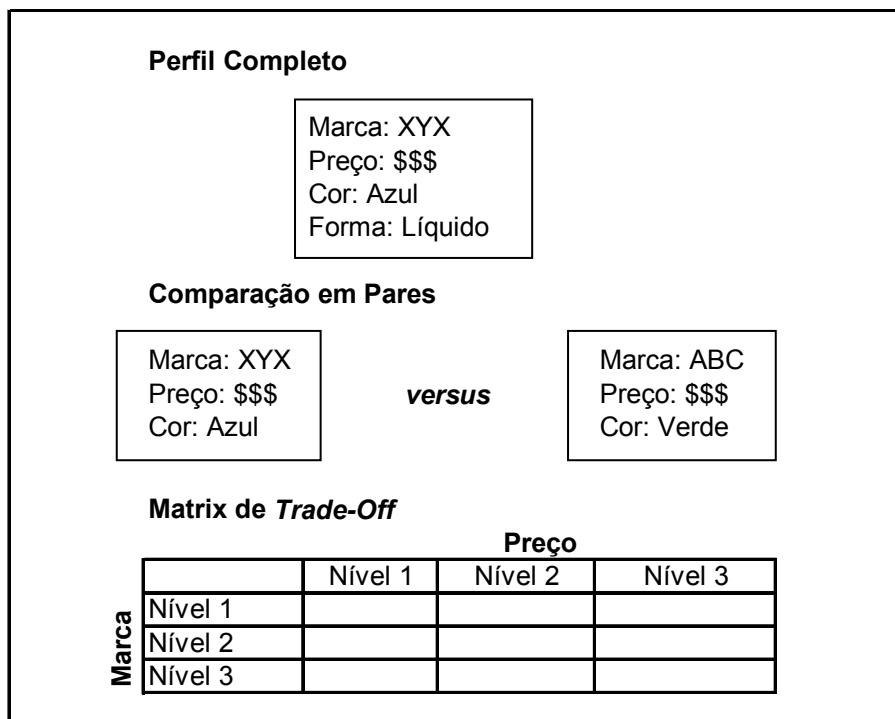 Perfil Completo
Marca: XYX
Preço: $$$
Cor: Azul
Forma: Líquido
Comparação em Pares
Marca: XYX
Preço: $$$
Cor: Azul
versus
Marca: ABC
Preço: $$$
Cor: Verde
Matrix de Trade-Off
Preço
Nível 1 Nível 2 Nível 3
Marca
Nível 1
Nível 2
Nível 3